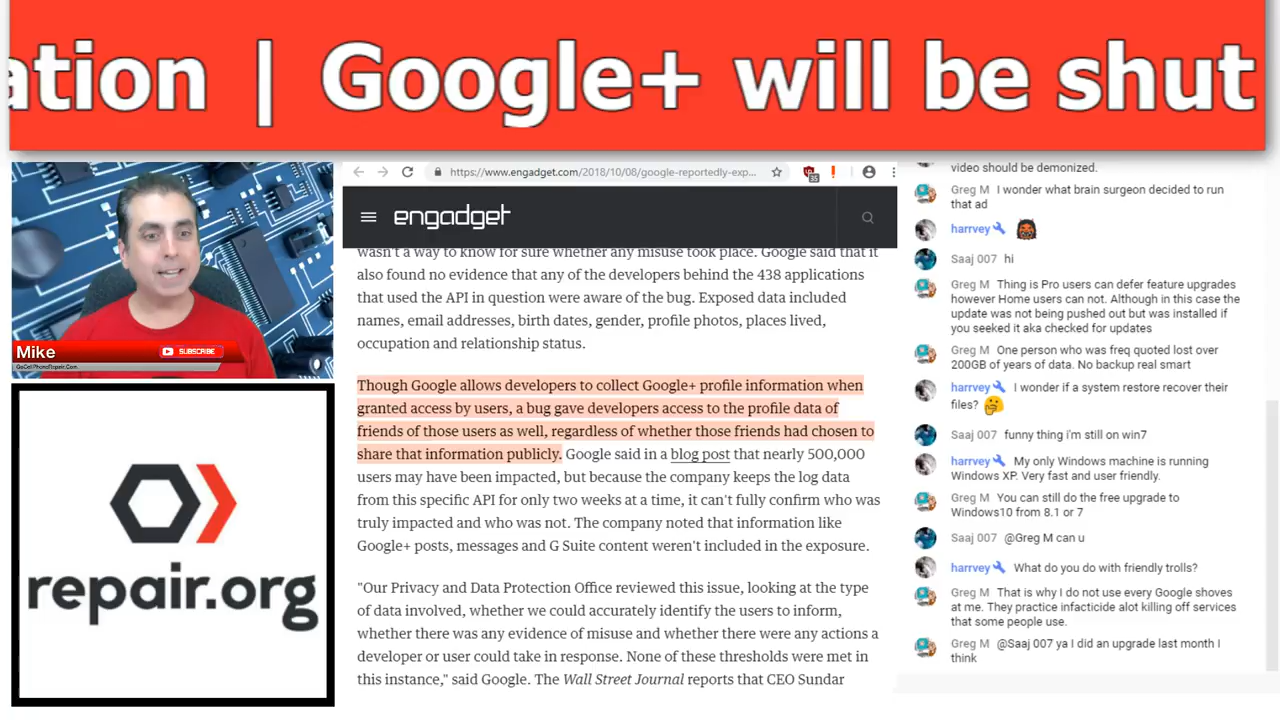 ation | Google+ will be shut
Mike
SUBSCRIBE
GoCellPhoneRepair.Com
repair.org
https://www.engadget.com/2018/10/08/google-reportedly-exp...
35
engadget
wasn't a way to know for sure whether any misuse took place. Google said that it
also found no evidence that any of the developers behind the 438 applications
that used the API in question were aware of the bug. Exposed data included
names, email addresses, birth dates, gender, profile photos, places lived,
occupation and relationship status.
Though Google allows developers to collect Google+ profile information when
granted access by users, a bug gave developers access to the profile data of
friends of those users as well, regardless of whether those friends had chosen to
share that information publicly. Google said in a blog post that nearly 500,000
users may have been impacted, but because the company keeps the log data
from this specific API for only two weeks at a time, it can't fully confirm who was
truly impacted and who was not. The company noted that information like
Google+ posts, messages and G Suite content weren't included in the exposure.
"Our Privacy and Data Protection Office reviewed this issue, looking at the type
of data involved, whether we could accurately identify the users to inform,
whether there was any evidence of misuse and whether there were any actions a
developer or user could take in response. None of these thresholds were met in
this instance," said Google. The Wall Street Journal reports that CEO Sundar
video should be demonized.
Greg M I wonder what brain surgeon decided to run
that ad
harrvey
Saaj 007 hi
Greg M Thing is Pro users can defer feature upgrades
however Home users can not. Although in this case the
update was not being pushed out but was installed if
you seeked it aka checked for updates
Greg M One person who was freq quoted lost over
200GB of years of data. No backup real smart
harrvey I wonder if a system restore recover their
files?
Saaj 007 funny thing i'm still on win7
harrvey My only Windows machine is running
Windows XP. Very fast and user friendly.
Greg M You can still do the free upgrade to
Windows10 from 8.1 or 7
Saaj 007 @Greg M can u
harrvey What do you do with friendly trolls?
Greg M That is why I do not use every Google shoves
at me. They practice infacticide alot killing off services
that some people use.
Greg M @Saaj 007 ya I did an upgrade last month I
think